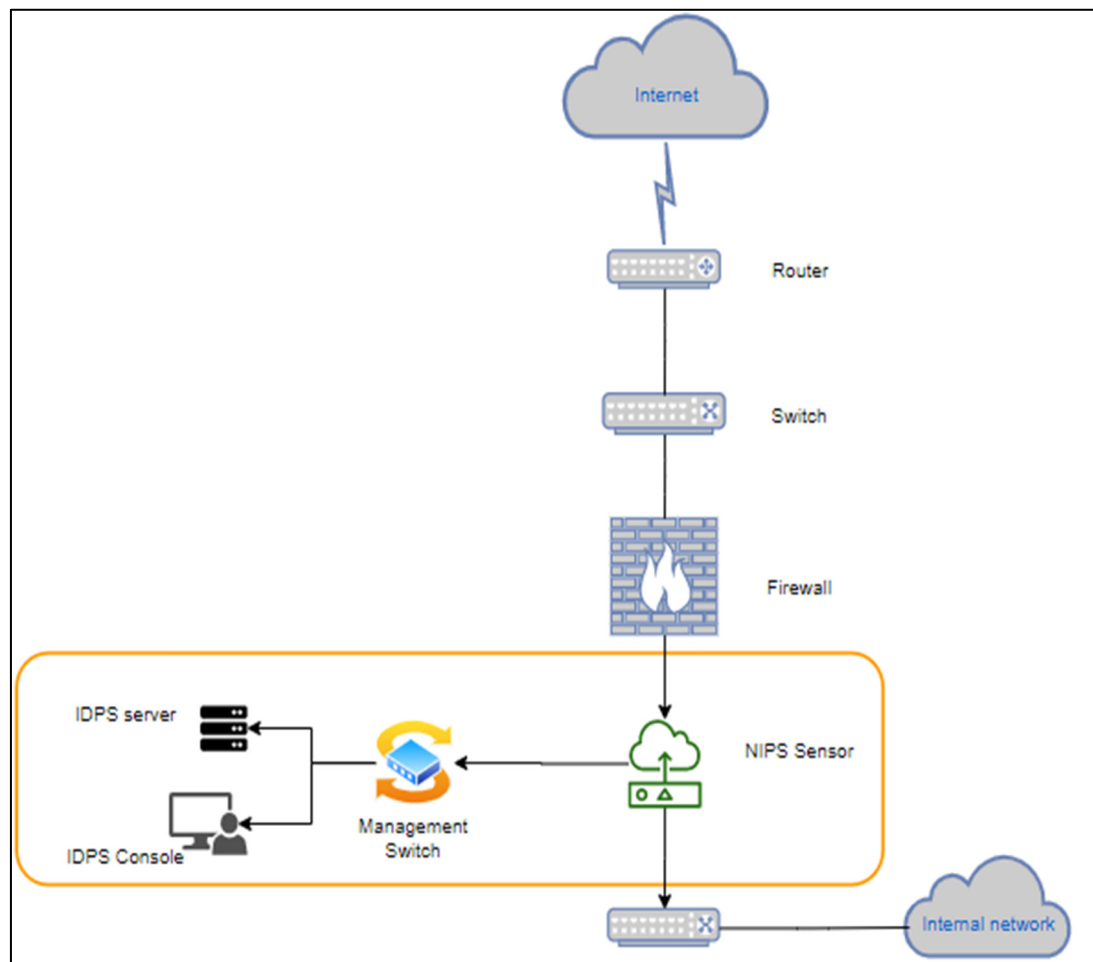 Internet
Router
Switch
Firewall
IDPS server
NIPS Sensor
Management
Switch
IDPS Console
Internal network